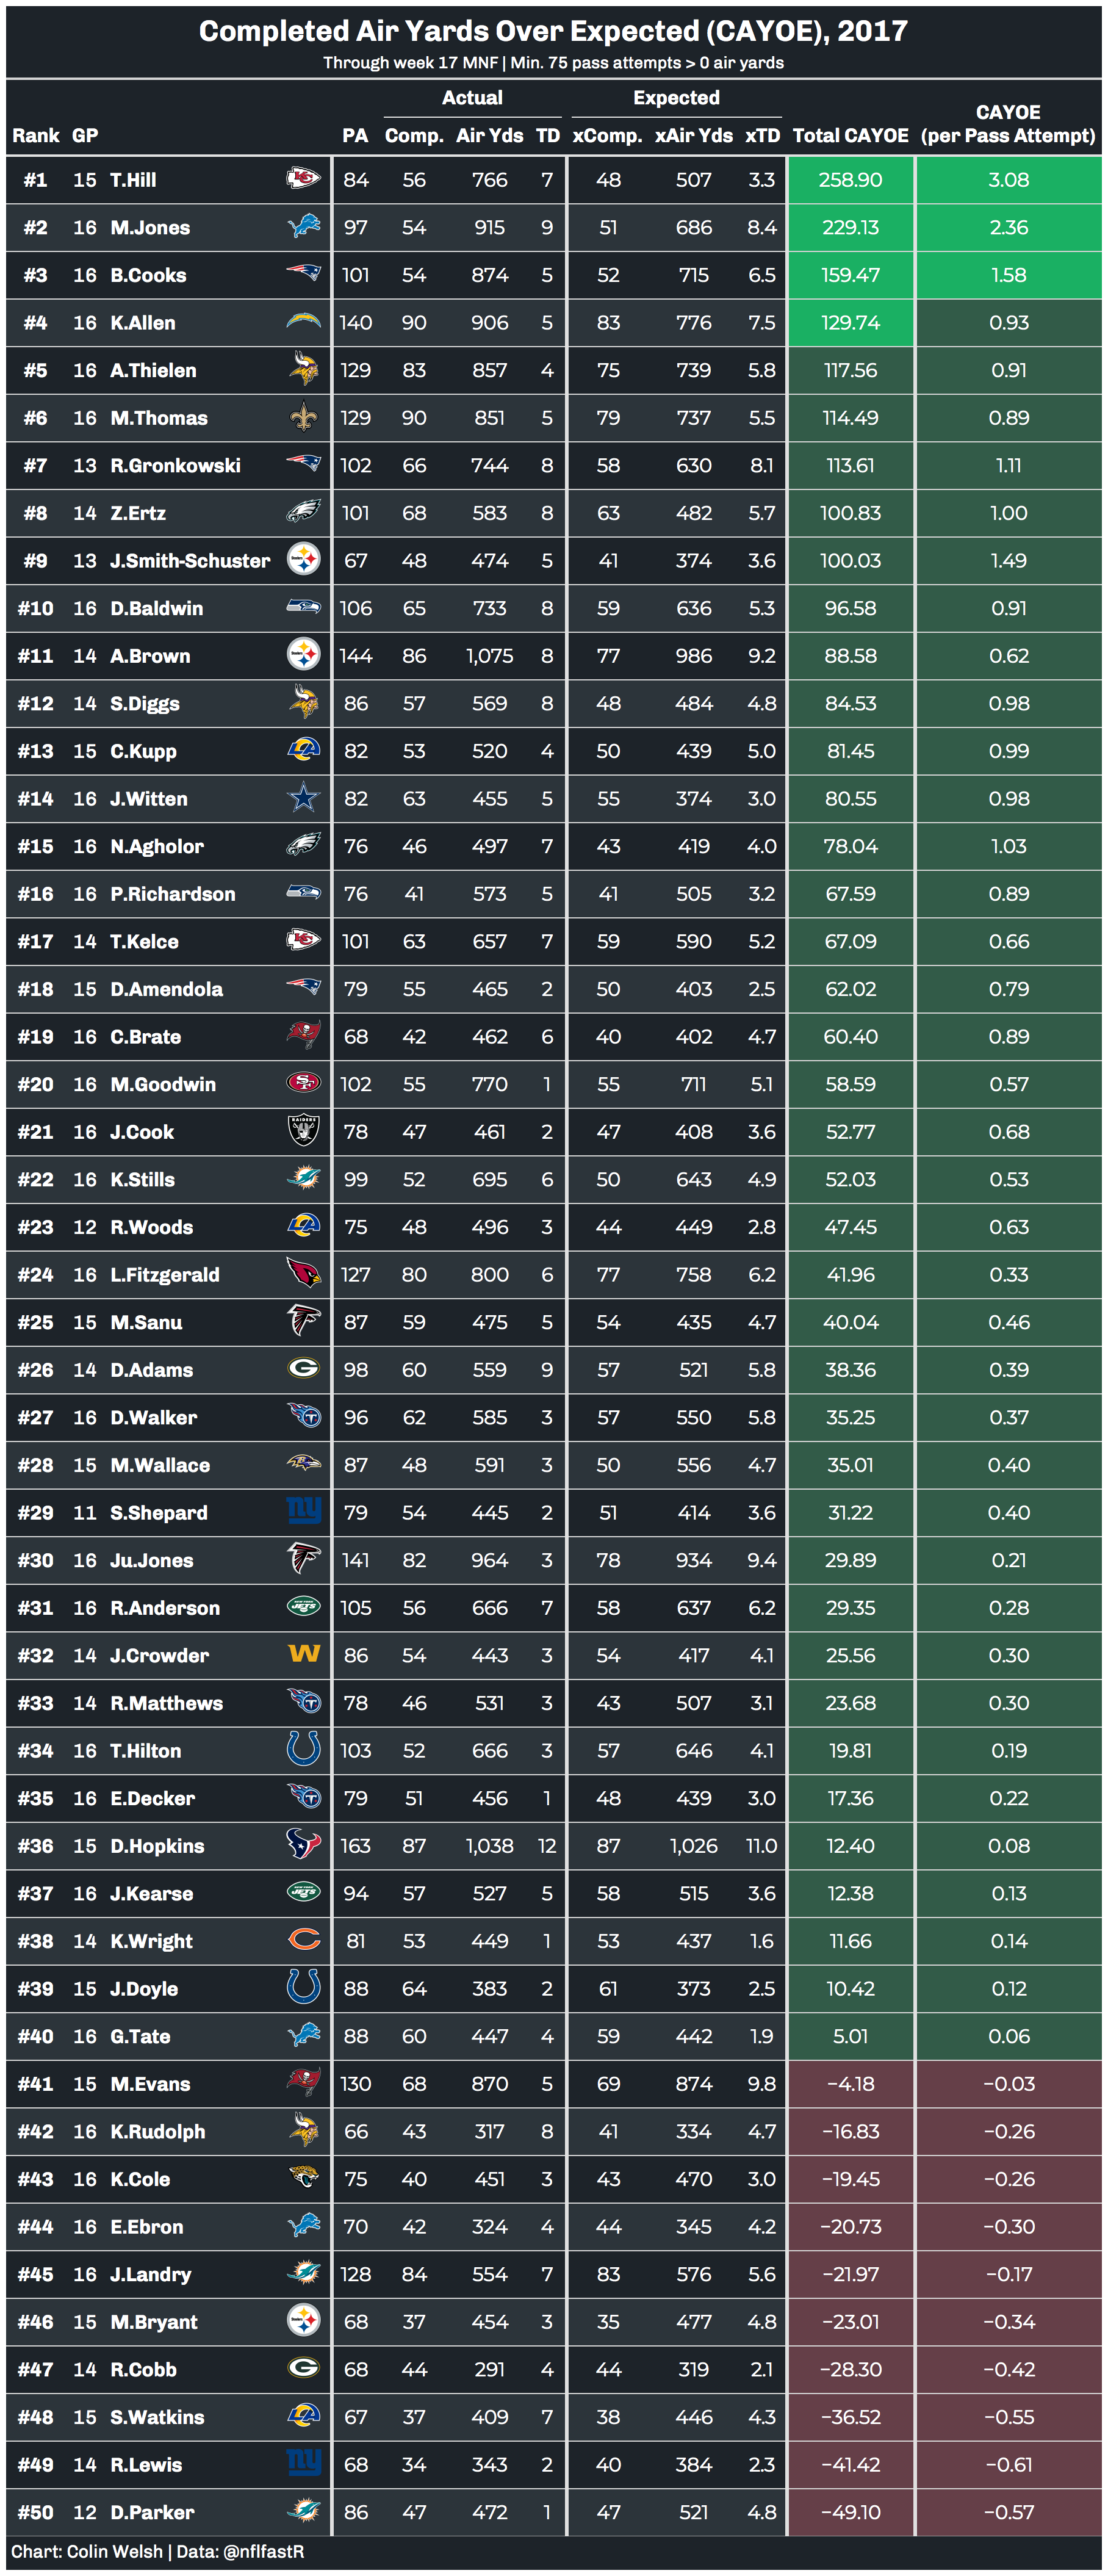 Completed Air Yards Over Expected (CAYOE), 2017
Through week 17 MNF | Min. 75 pass attempts > 0 air yards
Actual Expected
Rank GP PA Comp. Air Yds TD xComp. xAir Yds xTD Total CAYOE CAYOE (per Pass Attempt)
#1 15 T.Hill 84 56 766 7 48 507 3.3 258.90 3.08
#2 16 M.Jones 97 54 915 9 51 686 8.4 229.13 2.36
#3 16 B.Cooks 101 54 874 5 52 715 6.5 159.47 1.58
#4 16 K.Allen 140 90 906 5 83 776 7.5 129.74 0.93
#5 16 A.Thielen 129 83 857 4 75 739 5.8 117.56 0.91
#6 16 M.Thomas 129 90 851 5 79 737 5.5 114.49 0.89
#7 13 R.Gronkowski 102 66 744 8 58 630 8.1 113.61 1.11
#8 14 Z.Ertz 101 68 583 8 63 482 5.7 100.83 1.00
#9 13 J.Smith-Schuster 67 48 474 5 41 374 3.6 100.03 1.49
#10 16 D.Baldwin 106 65 733 8 59 636 5.3 96.58 0.91
#11 14 A.Brown 144 86 1,075 8 77 986 9.2 88.58 0.62
#12 14 S.Diggs 86 57 569 8 48 484 4.8 84.53 0.98
#13 15 C.Kupp 82 53 520 4 50 439 5.0 81.45 0.99
#14 16 J.Witten 82 63 455 5 55 374 3.0 80.55 0.98
#15 16 N.Agholor 76 46 497 7 43 419 4.0 78.04 1.03
#16 16 P.Richardson 76 41 573 5 41 505 3.2 67.59 0.89
#17 14 T.Kelce 101 63 657 7 59 590 5.2 67.09 0.66
#18 15 D.Amendola 79 55 465 2 50 403 2.5 62.02 0.79
#19 16 C.Brate 68 42 462 6 40 402 4.7 60.40 0.89
#20 16 M.Goodwin 102 55 770 1 55 711 5.1 58.59 0.57
#21 16 J.Cook RAIDERS 78 47 461 2 47 408 3.6 52.77 0.68
#22 16 K.Stills 99 52 695 6 50 643 4.9 52.03 0.53
#23 12 R.Woods 75 48 496 3 44 449 2.8 47.45 0.63
#24 16 L.Fitzgerald 127 80 800 6 77 758 6.2 41.96 0.33
#25 15 M.Sanu 87 59 475 5 54 435 4.7 40.04 0.46
#26 14 D.Adams G 98 60 559 9 57 521 5.8 38.36 0.39
#27 16 D.Walker 96 62 585 3 57 550 5.8 35.25 0.37
#28 15 M.Wallace 87 48 591 3 50 556 4.7 35.01 0.40
#29 11 S.Shepard ny 79 54 445 2 51 414 3.6 31.22 0.40
#30 16 Ju.Jones 141 82 964 3 78 934 9.4 29.89 0.21
#31 16 R.Anderson JETS 105 56 666 7 58 637 6.2 29.35 0.28
#32 14 J.Crowder W 86 54 443 3 54 417 4.1 25.56 0.30
#33 14 R.Matthews 78 46 531 3 43 507 3.1 23.68 0.30
#34 16 T.Hilton 103 52 666 3 57 646 4.1 19.81 0.19
#35 16 E.Decker 79 51 456 1 48 439 3.0 17.36 0.22
#36 15 D.Hopkins 163 87 1,038 12 87 1,026 11.0 12.40 0.08
#37 16 J.Kearse JETS 94 57 527 5 58 515 3.6 12.38 0.13
#38 14 K.Wright 81 53 449 1 53 437 1.6 11.66 0.14
#39 15 J.Doyle 88 64 383 2 61 373 2.5 10.42 0.12
#40 16 G.Tate 88 60 447 4 59 442 1.9 5.01 0.06
#41 15 M.Evans 130 68 870 5 69 874 9.8 −4.18 −0.03
#42 16 K.Rudolph 66 43 317 8 41 334 4.7 −16.83 −0.26
#43 16 K.Cole 75 40 451 3 43 470 3.0 −19.45 −0.26
#44 16 E.Ebron 70 42 324 4 44 345 4.2 −20.73 −0.30
#45 16 J.Landry 128 84 554 7 83 576 5.6 −21.97 −0.17
#46 15 M.Bryant 68 37 454 3 35 477 4.8 −23.01 −0.34
#47 14 R.Cobb G 68 44 291 4 44 319 2.1 −28.30 −0.42
#48 15 S.Watkins 67 37 409 7 38 446 4.3 −36.52 −0.55
#49 14 R.Lewis ny 68 34 343 2 40 384 2.3 −41.42 −0.61
#50 12 D.Parker 86 47 472 1 47 521 4.8 −49.10 −0.57
Chart: Colin Welsh | Data: @nflfastR